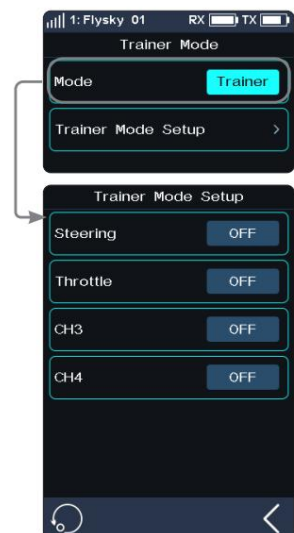 1: Flysky 01 RX TX
Trainer Mode
Mode Trainer
Trainer Mode Setup >
Trainer Mode Setup
Steering OFF
Throttle OFF
CH3 OFF
CH4 OFF